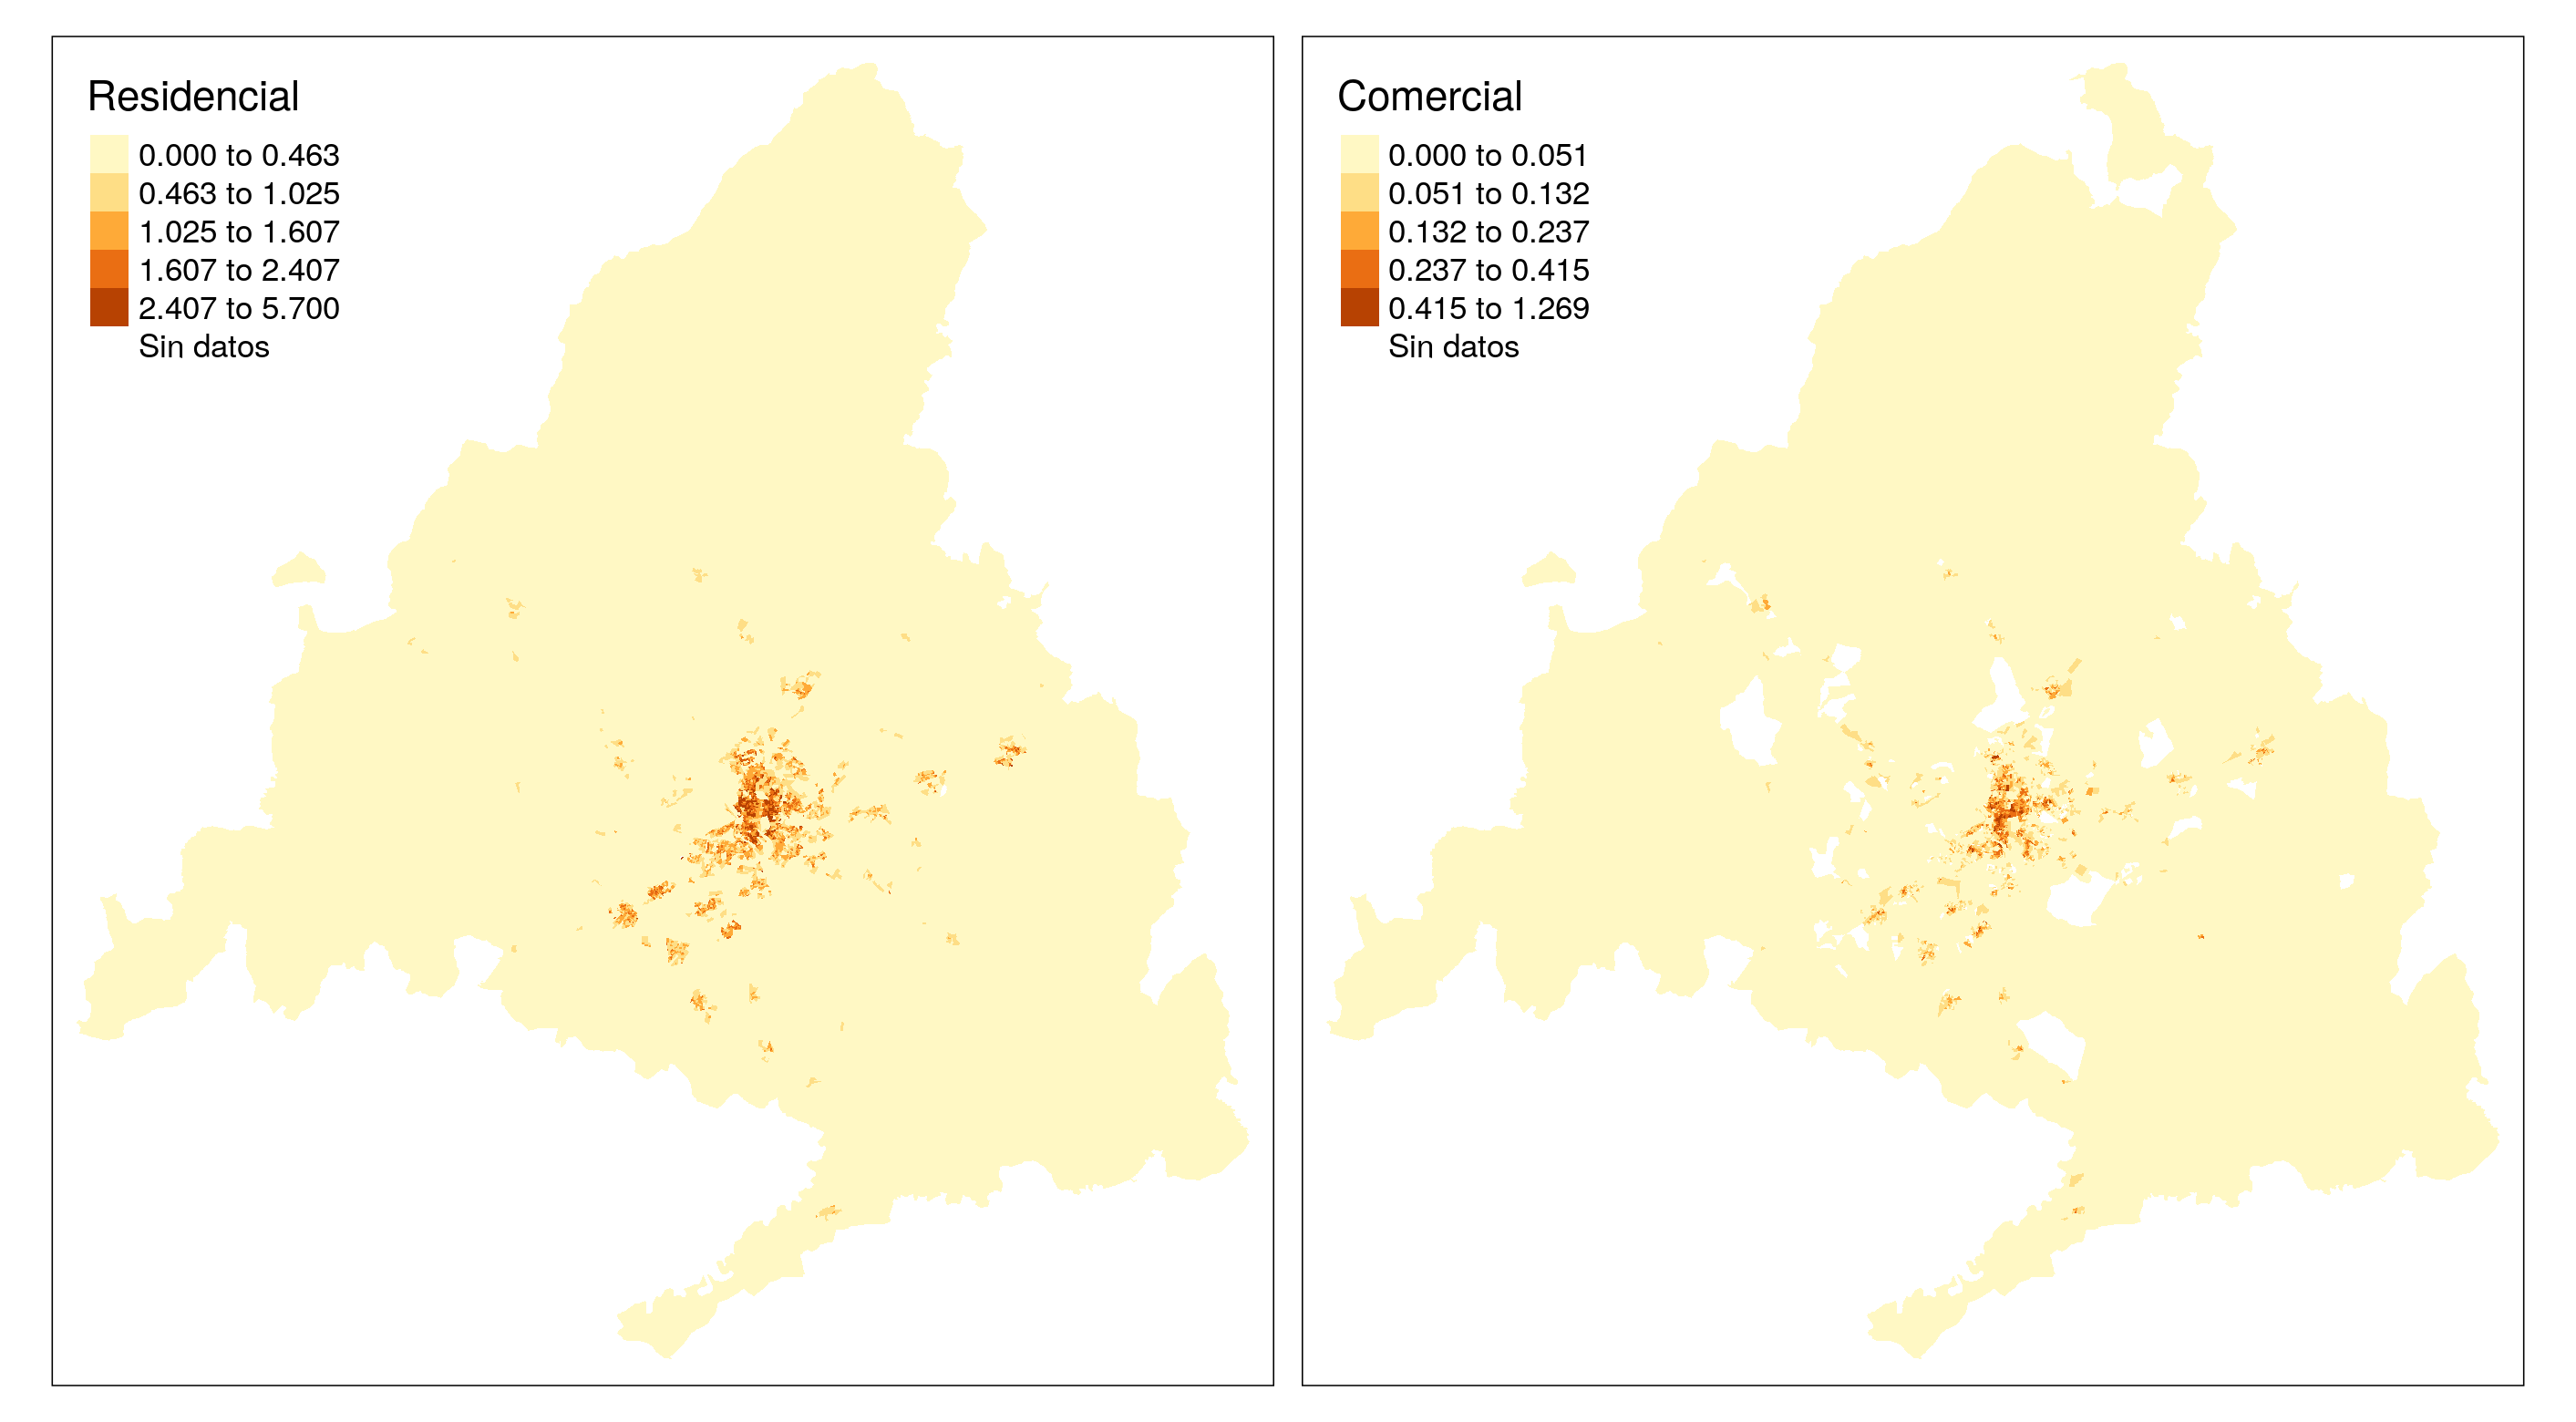 Residencial
0.000 to 0.463
0.463 to 1.025
1.025 to 1.607
1.607 to 2.407
2.407 to 5.700
Sin datos
Comercial
0.000 to 0.051
0.051 to 0.132
0.132 to 0.237
0.237 to 0.415
0.415 to 1.269
Sin datos